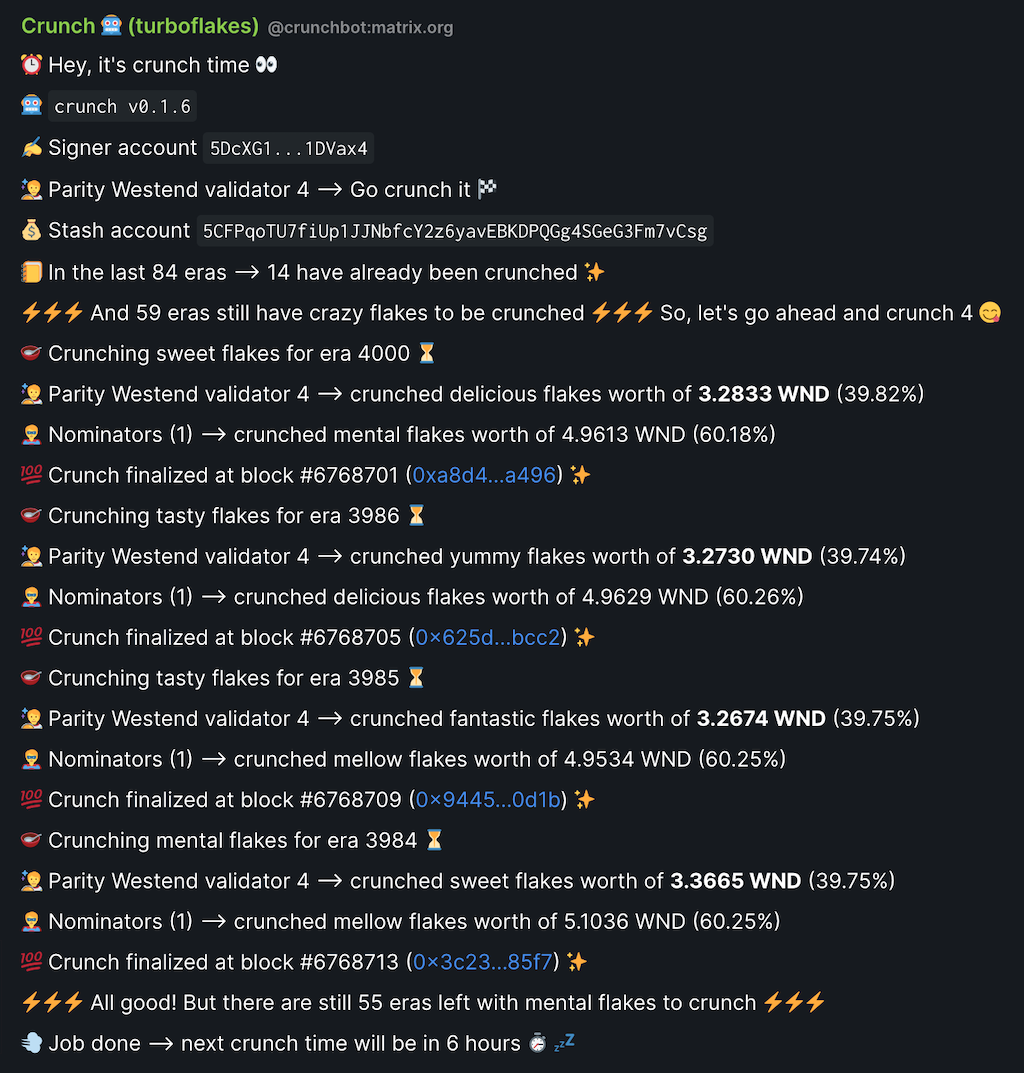 Crunch 🤖 (turboflakes) @crunchbot:matrix.org
⏰ Hey, it's crunch time 👀
🤖 crunch v0.1.6
✍️ Signer account 5DcXG1...1DVax4
🧑‍🎤 Parity Westend validator 4 ⟶ Go crunch it 🏁
💰 Stash account 5CFPqoTU7fiUp1JJNbfcY2z6yavEBKDPQGg4SGeG3Fm7vCsg
📒 In the last 84 eras ⟶ 14 have already been crunched ✨
⚡⚡⚡ And 59 eras still have crazy flakes to be crunched ⚡⚡⚡ So, let's go ahead and crunch 4 😋
🥣 Crunching sweet flakes for era 4000 ⏳
🧑‍🎤 Parity Westend validator 4 ⟶ crunched delicious flakes worth of 3.2833 WND (39.82%)
🦸 Nominators (1) ⟶ crunched mental flakes worth of 4.9613 WND (60.18%)
💯 Crunch finalized at block #6768701 (0xa8d4...a496) ✨
🥣 Crunching tasty flakes for era 3986 ⏳
🧑‍🎤 Parity Westend validator 4 ⟶ crunched yummy flakes worth of 3.2730 WND (39.74%)
🦸 Nominators (1) ⟶ crunched delicious flakes worth of 4.9629 WND (60.26%)
💯 Crunch finalized at block #6768705 (0x625d...bcc2) ✨
🥣 Crunching tasty flakes for era 3985 ⏳
🧑‍🎤 Parity Westend validator 4 ⟶ crunched fantastic flakes worth of 3.2674 WND (39.75%)
🦸 Nominators (1) ⟶ crunched mellow flakes worth of 4.9534 WND (60.25%)
💯 Crunch finalized at block #6768709 (0x9445...0d1b) ✨
🥣 Crunching mental flakes for era 3984 ⏳
🧑‍🎤 Parity Westend validator 4 ⟶ crunched sweet flakes worth of 3.3665 WND (39.75%)
🦸 Nominators (1) ⟶ crunched mellow flakes worth of 5.1036 WND (60.25%)
💯 Crunch finalized at block #6768713 (0x3c23...85f7) ✨
⚡⚡⚡ All good! But there are still 55 eras left with mental flakes to crunch ⚡⚡⚡
💨 Job done ⟶ next crunch time will be in 6 hours ⏱ 💤